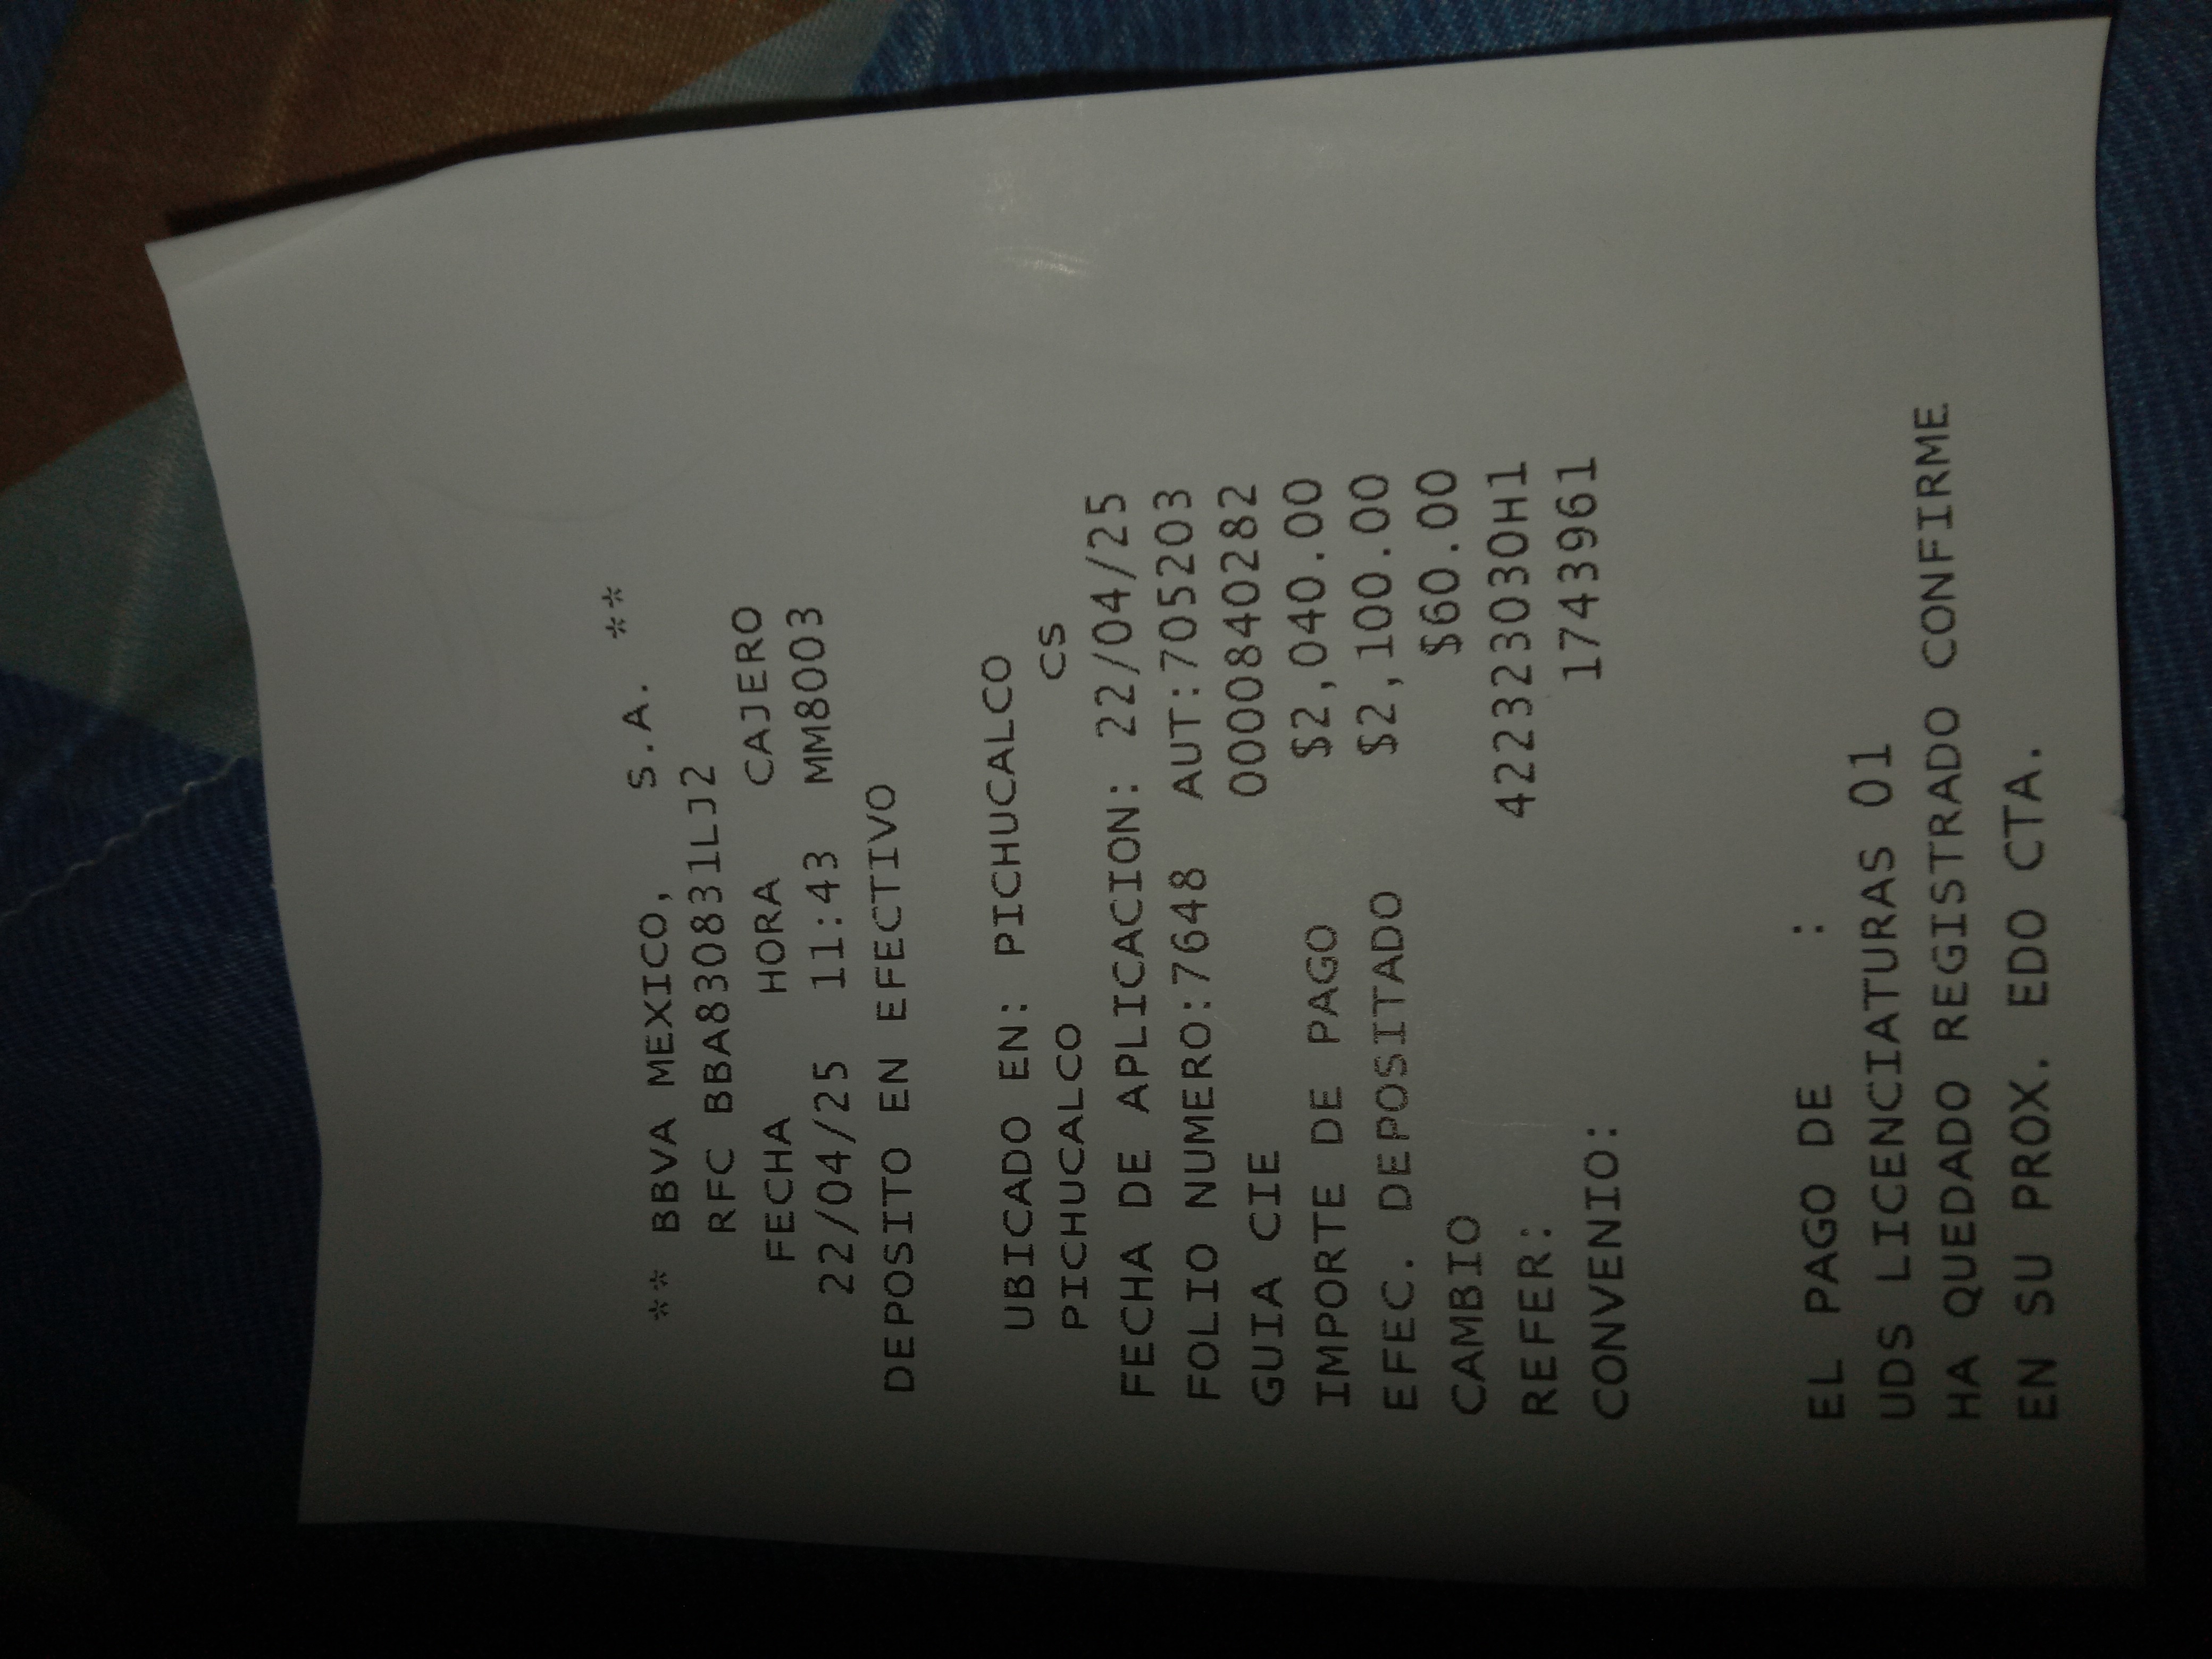 ** BBVA MEXICO, S.A. **
RFC BBA830831LJ2
FECHA HORA CAJERO
22/04/25 11:43 MM8003
DEPOSITO EN EFECTIVO
UBICADO EN: PICHUCALCO
PICHUCALCO CS
FECHA DE APLICACION: 22/04/25
FOLIO NUMERO:7648 AUT:705203
GUIA CIE 0000840282
IMPORTE DE PAGO $2,040.00
EFEC. DEPOSITADO $2,100.00
CAMBIO $60.00
REFER: 422323030H1
CONVENIO: 1743961
EL PAGO DE :
UDS LICENCIATURAS 01
HA QUEDADO REGISTRADO CONFIRME
EN SU PROX. EDO CTA.